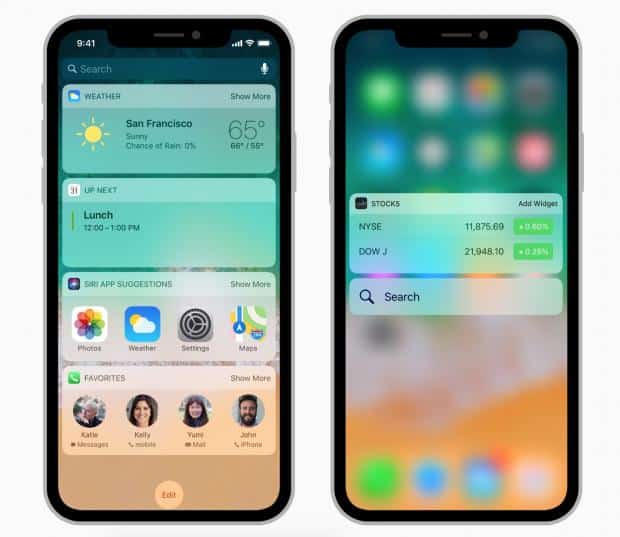 9:41
Search
WEATHER Show More
San Francisco
Sunny
Chance of Rain: 0%
65°
66° / 55°
31 UP NEXT
Lunch
12:00 – 1:00 PM
SIRI APP SUGGESTIONS Show More
280
Photos Weather Settings Maps
FAVORITES Show More
Katie Kelly Yumi John
Messages mobile Mail iPhone
Edit
STOCKS Add Widget
NYSE 11,875.69 + 0.60%
DOW J 21,948.10 + 0.25%
Search